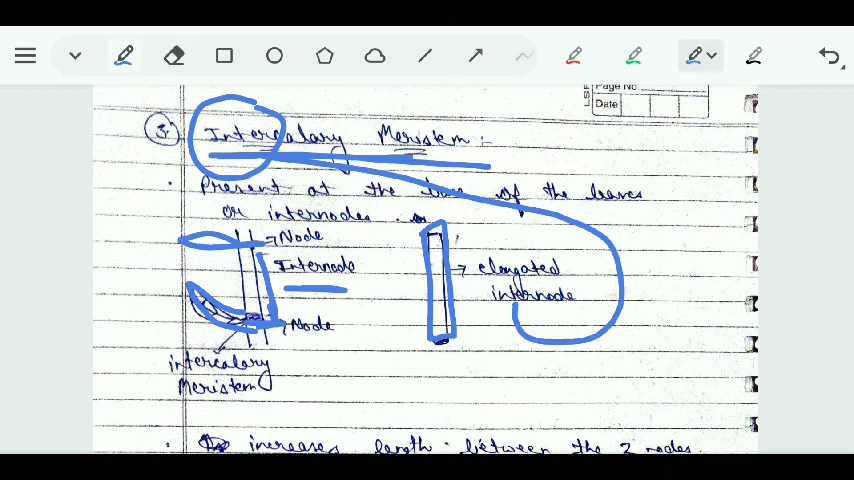 Page No.
Date
3. Intercalary Meristem :-
· Present at the base of the leaves
or internodes.
→ Node
Internode
→ elongated
internode
→ Node
intercalary
Meristem
· increases length between the 2 nodes.